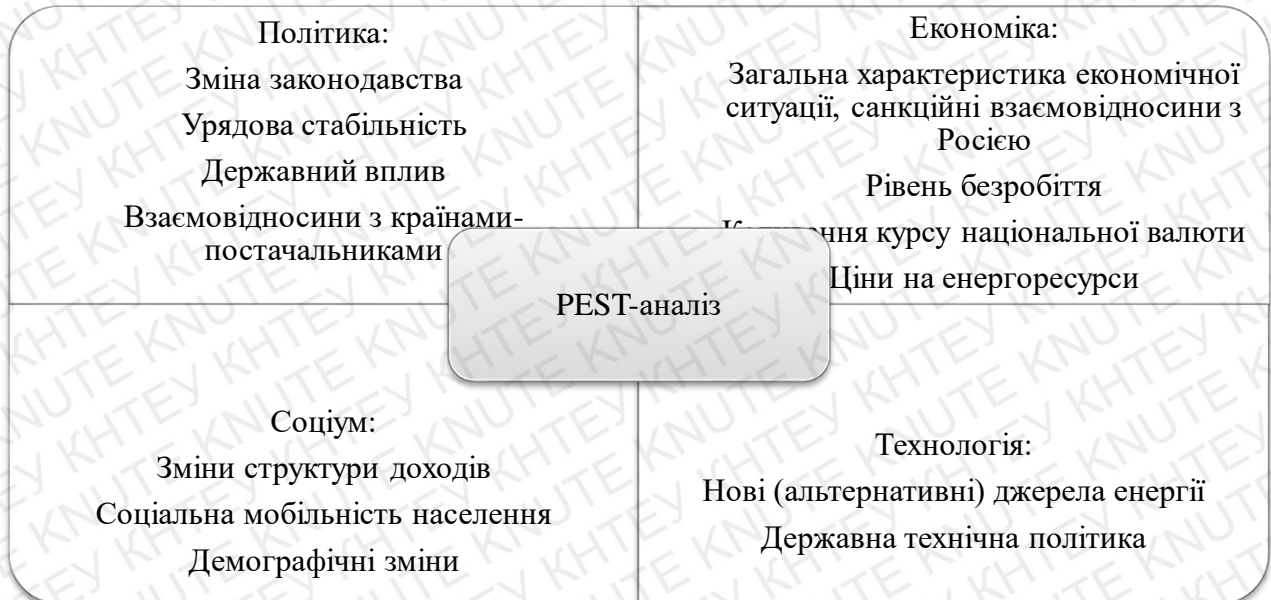 Політика:
Зміна законодавства
Урядова стабільність
Державний вплив
Взаємовідносини з країнами-
постачальниками
Економіка:
Загальна характеристика економічної
ситуації, санкційні взаємовідносини з
Росією
Рівень безробіття
курсу національної валюти
Ціни на енергоресурси
PEST-аналіз
Соціум:
Зміни структури доходів
Соціальна мобільність населення
Демографічні зміни
Технологія:
Нові (альтернативні) джерела енергії
Державна технічна політика